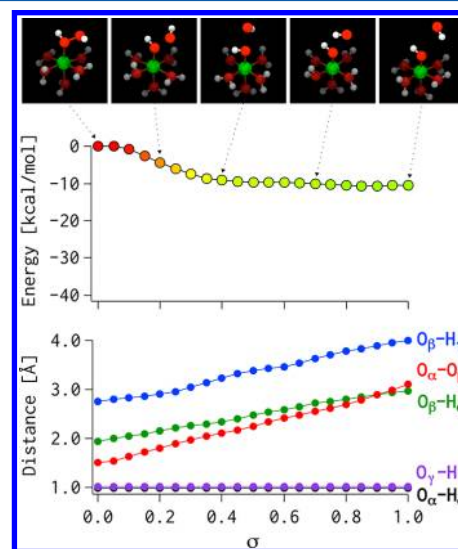 Energy [kcal/mol]
0
-10
-20
-30
-40
Distance [Å]
4.0
3.0
2.0
1.0
Oβ-H
Oα-O
Oβ-H
Oγ-H
Oα-H
0.0 0.2 0.4 0.6 0.8 1.0
σ